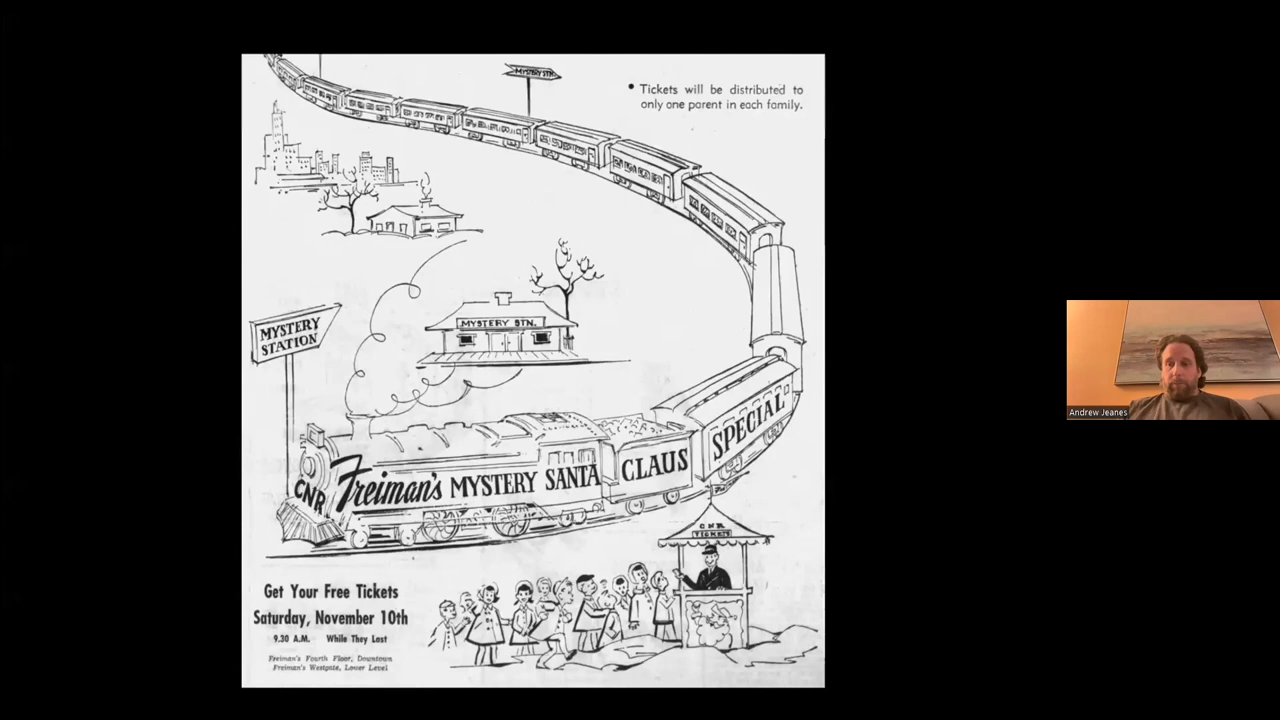 MYSTERY STN.
• Tickets will be distributed to
only one parent in each family.
MYSTERY
STATION
MYSTERY STN.
CNR
Freiman's MYSTERY SANTA CLAUS SPECIAL
CNR
TICKETS
Get Your Free Tickets
Saturday, November 10th
9.30 A.M. While They Last
Freiman's Fourth Floor, Downtown
Freiman's Westgate, Lower Level
Andrew Jeanes